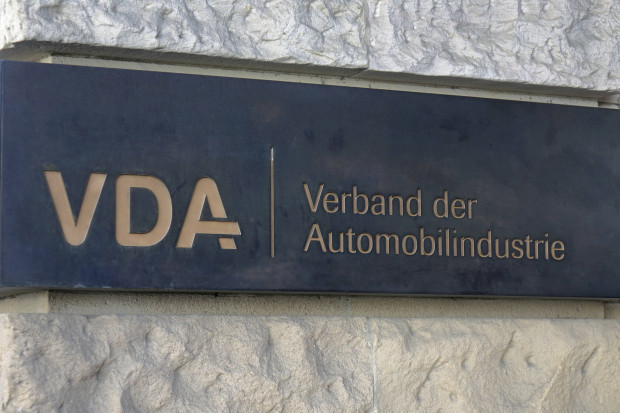 VDA
Verband der
Automobilindustrie